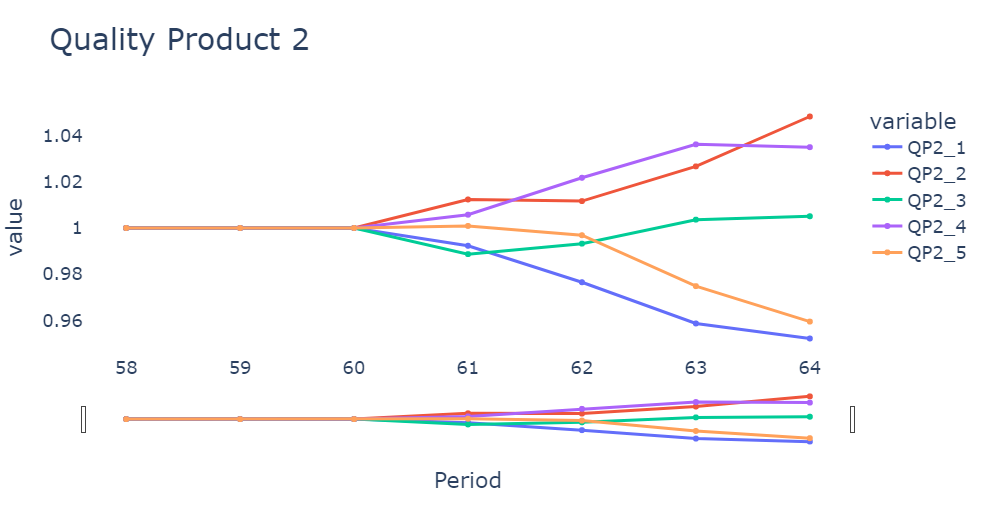 Quality Product 2
value
1.04
1.02
1
0.98
0.96
58 59 60 61 62 63 64
Period
variable
QP2_1
QP2_2
QP2_3
QP2_4
QP2_5